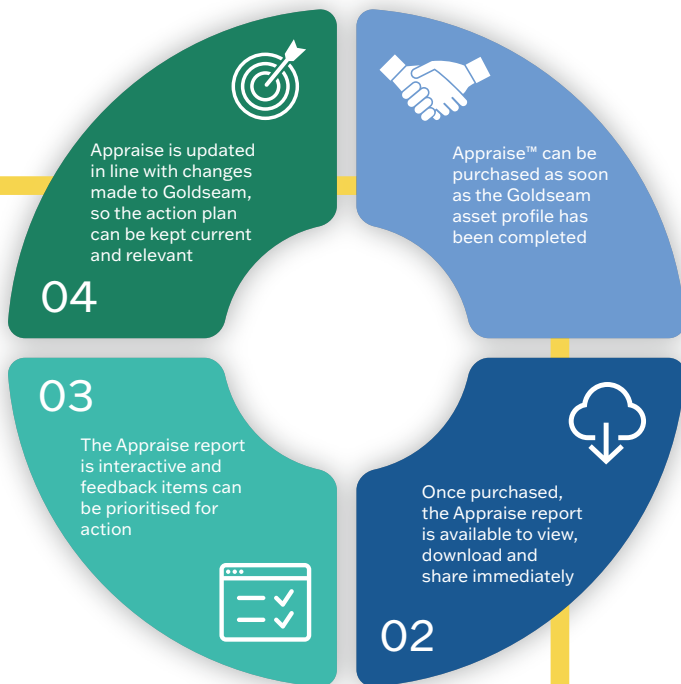 Appraise™ can be
purchased as soon
as the Goldseam
asset profile has
been completed
Once purchased,
the Appraise report
is available to view,
download and
share immediately
02
03
The Appraise report
is interactive and
feedback items can
be prioritised for
action
Appraise is updated
in line with changes
made to Goldseam,
so the action plan
can be kept current
and relevant
04